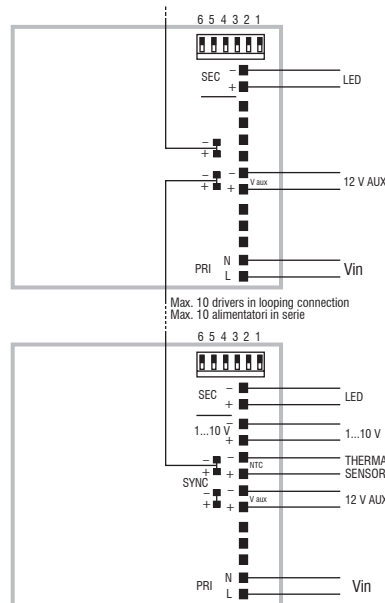 6 5 4 3 2 1
SEC
−
+
LED
−
+
−
+
−
+
V aux
12 V AUX
PRI
N
L
Vin
Max. 10 drivers in looping connection
Max. 10 alimentatori in serie
6 5 4 3 2 1
SEC
−
+
LED
1...10 V
−
+
1...10 V
−
+
SYNC
−
+
NTC
THERMA
SENSOR
−
+
−
+
V aux
12 V AUX
PRI
N
L
Vin